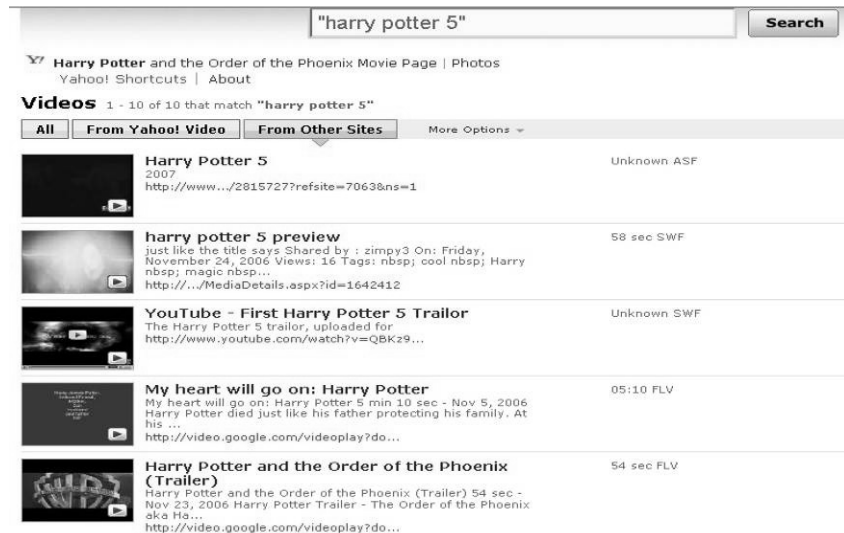 "harry potter 5" Search
Y! Harry Potter and the Order of the Phoenix Movie Page | Photos
Yahoo! Shortcuts | About
Videos 1 - 10 of 10 that match "harry potter 5"
All From Yahoo! Video From Other Sites More Options
Harry Potter 5 Unknown ASF
2007
http://www.../2815727?refsite=7063&ns=1
harry potter 5 preview 58 sec SWF
just like the title says Shared by : zimpy3 On: Friday,
November 24, 2006 Views: 16 Tags: nbsp; cool nbsp; Harry
nbsp; magic nbsp...
http://.../MediaDetails.aspx?id=1642412
YouTube - First Harry Potter 5 Trailor Unknown SWF
The Harry Potter 5 trailor, uploaded for
http://www.youtube.com/watch?v=QBKz9...
My heart will go on: Harry Potter 05:10 FLV
My heart will go on: Harry Potter 5 min 10 sec - Nov 5, 2006
Harry Potter died just like his father protecting his family. At
his ...
http://video.google.com/videoplay?do...
Harry Potter and the Order of the Phoenix 54 sec FLV
(Trailer)
Harry Potter and the Order of the Phoenix (Trailer) 54 sec -
Nov 23, 2006 Harry Potter Trailer - The Order of the Phoenix
aka Ha...
http://video.google.com/videoplay?do...